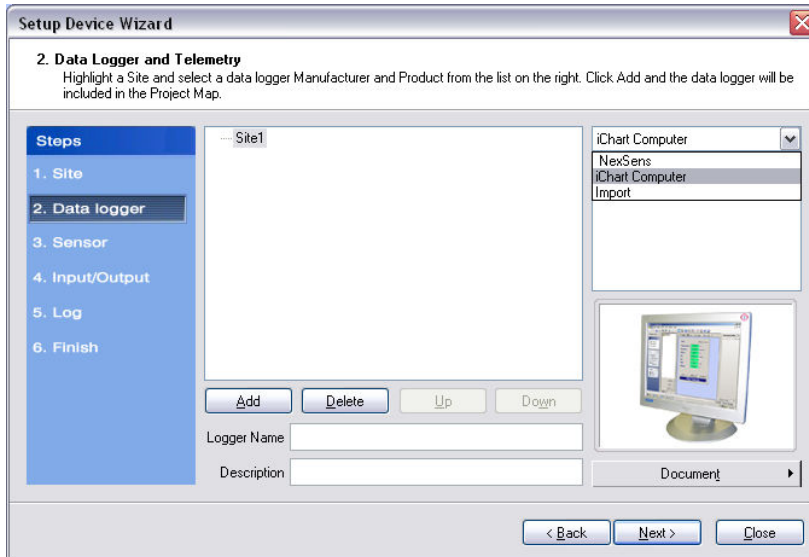 Setup Device Wizard
2. Data Logger and Telemetry
Highlight a Site and select a data logger Manufacturer and Product from the list on the right. Click Add and the data logger will be
included in the Project Map.
Steps
1. Site
2. Data logger
3. Sensor
4. Input/Output
5. Log
6. Finish
Site1
iChart Computer
NexSens
iChart Computer
Import
Add
Delete
Up
Down
Logger Name
Description
Document
< Back
Next >
Close